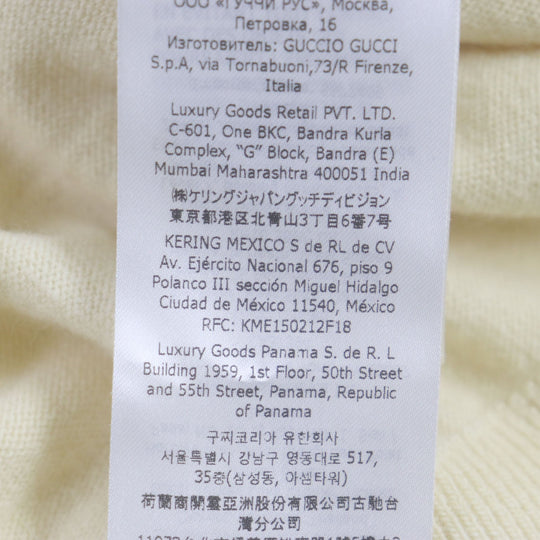 ООО «ГУЧЧИ РУС», Москва,
Петровка, 16
Изготовитель: GUCCIO GUCCI
S.p.A, via Tornabuoni,73/R Firenze,
Italia
Luxury Goods Retail PVT. LTD.
C-601, One BKC, Bandra Kurla
Complex, "G" Block, Bandra (E)
Mumbai Maharashtra 400051 India
㈱ケリングジャパングッチディビジョン
東京都港区北青山3丁目6番7号
KERING MEXICO S de RL de CV
Av. Ejército Nacional 676, piso 9
Polanco III sección Miguel Hidalgo
Ciudad de México 11540, México
RFC: KME150212F18
Luxury Goods Panama S. de R. L
Building 1959, 1st Floor, 50th Street
and 55th Street, Panama, Republic
of Panama
구찌코리아 유한회사
서울특별시 강남구 영동대로 517,
35층(삼성동, 아셈타워)
荷蘭商開雲亞洲股份有限公司古馳台
灣分公司